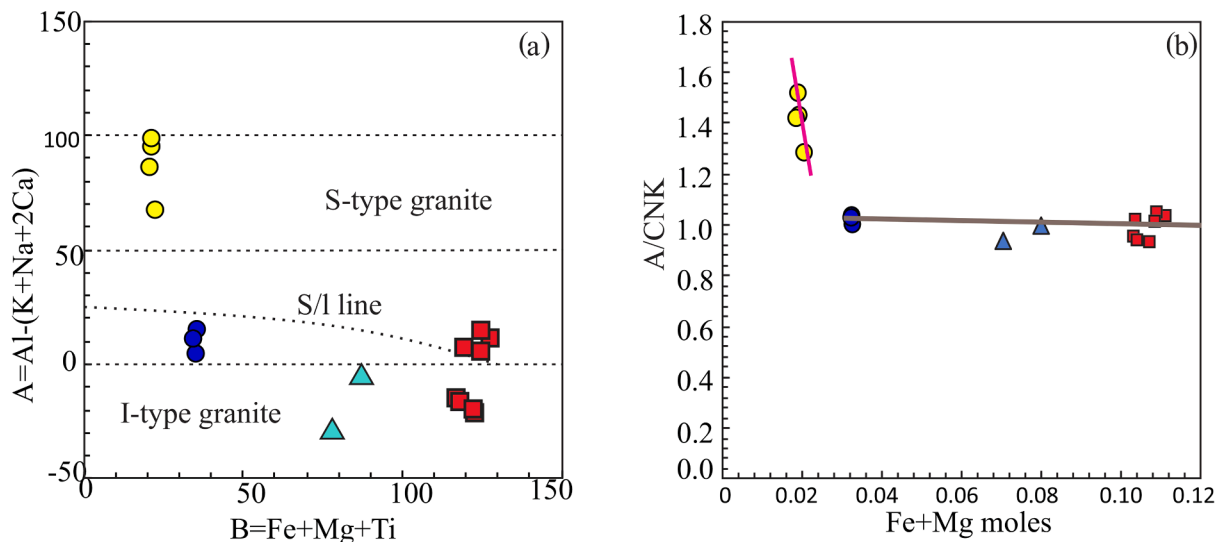 150
100
50
0
-50
0
50
100
150
A=Al-(K+Na+2Ca)
B=Fe+Mg+Ti
(a)
S-type granite
S/l line
I-type granite
1.8
1.6
1.4
1.2
1.0
0.8
0.6
0.4
0.2
0.0
0
0.02
0.04
0.06
0.08
0.10
0.12
A/CNK
Fe+Mg moles
(b)